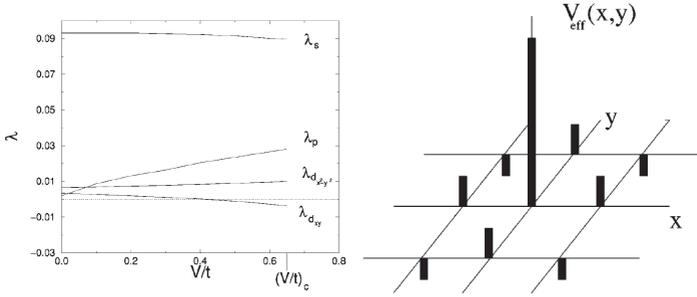 0.09
0.07
0.05
0.03
0.01
−0.01
−0.03
λ
λs
λp
λdx²-y²
λdxy
0.0
0.2
0.4
0.6
0.8
V/t
(V/t)c
Veff(x,y)
y
x